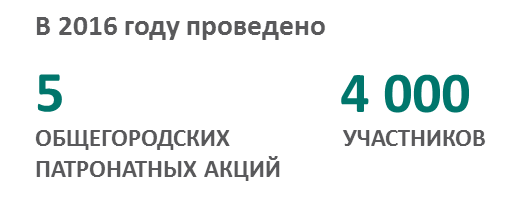 В 2016 году проведено
5
ОБЩЕГОРОДСКИХ
ПАТРОНАТНЫХ АКЦИЙ
4 000
УЧАСТНИКОВ